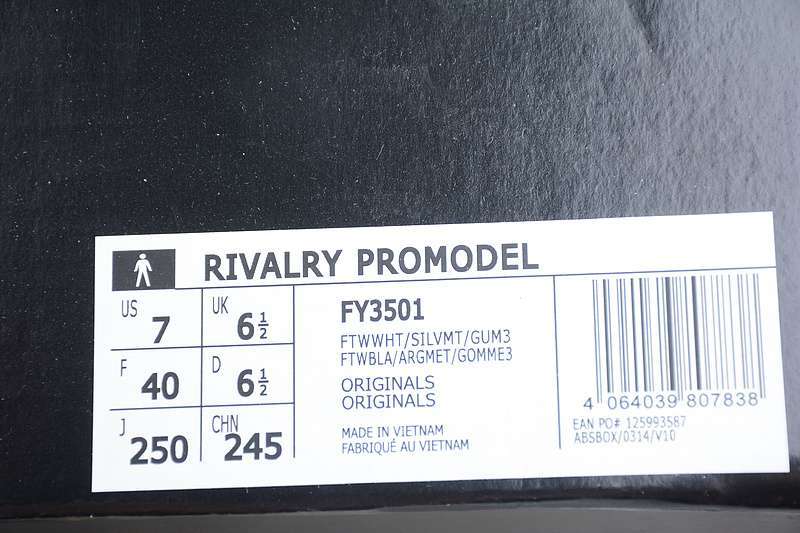 RIVALRY PROMODEL
US 7 UK 6 1/2
F 40 D 6 1/2
J 250 CHN 245
FY3501
FTWWHT/SILVMT/GUM3
FTWBLA/ARGMET/GOMME3
ORIGINALS
ORIGINALS
MADE IN VIETNAM
FABRIQUÉ AU VIETNAM
4 064039 807838
EAN PO# 125993587
ABSBOX/0314/V10